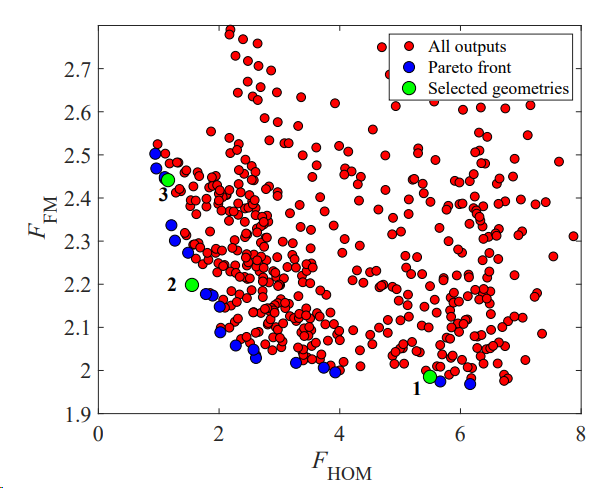 All outputs
Pareto front
Selected geometries
2.7
2.6
2.5
2.4
2.3
2.2
2.1
2
1.9
F_FM
3
2
1
0 2 4 6 8
F_HOM